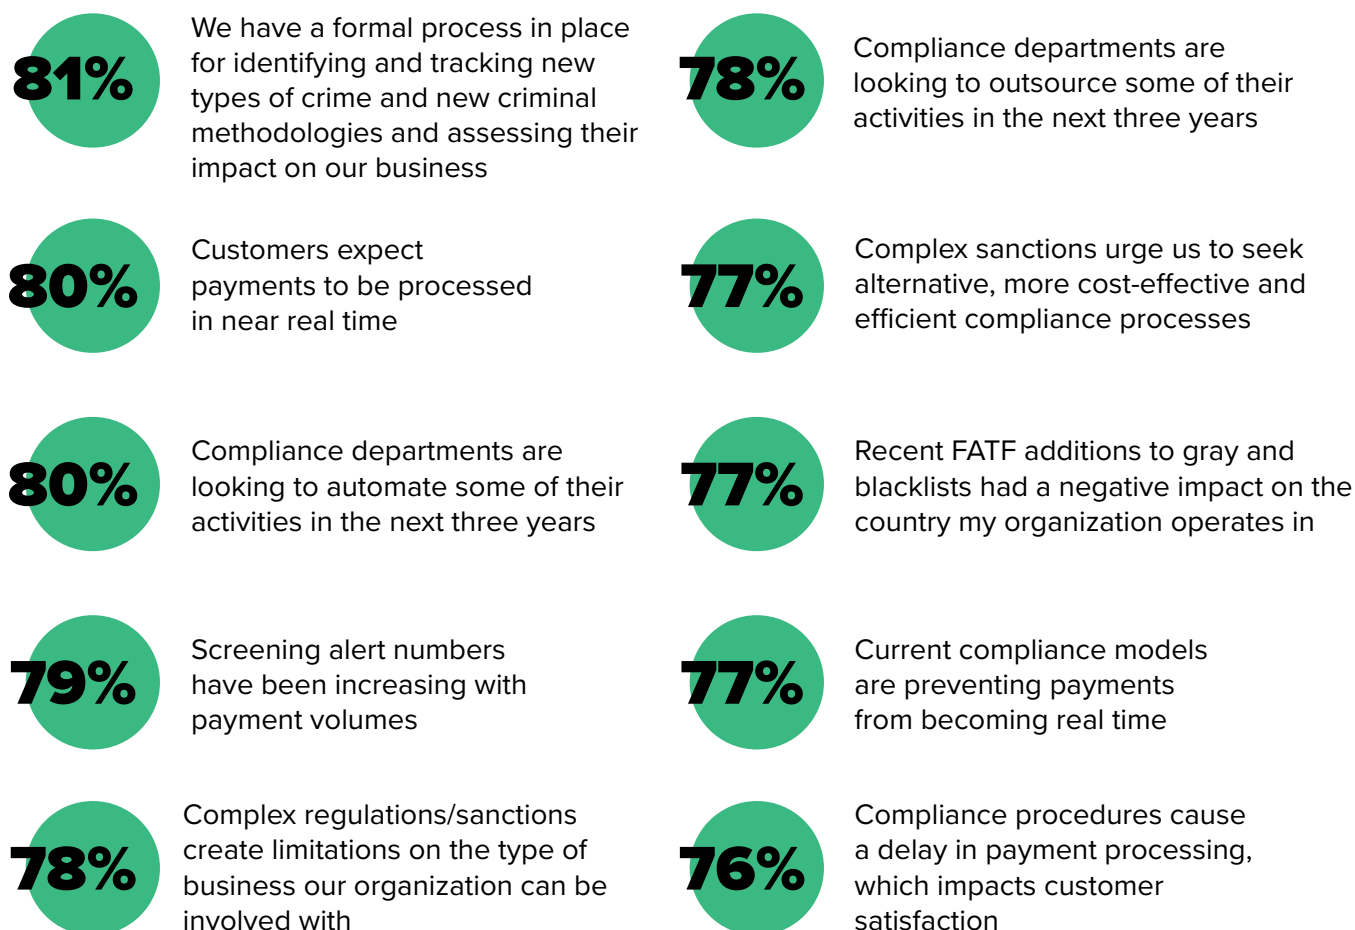 81%
We have a formal process in place
for identifying and tracking new
types of crime and new criminal
methodologies and assessing their
impact on our business
80%
Customers expect
payments to be processed
in near real time
80%
Compliance departments are
looking to automate some of their
activities in the next three years
79%
Screening alert numbers
have been increasing with
payment volumes
78%
Complex regulations/sanctions
create limitations on the type of
business our organization can be
involved with
78%
Compliance departments are
looking to outsource some of their
activities in the next three years
77%
Complex sanctions urge us to seek
alternative, more cost-effective and
efficient compliance processes
77%
Recent FATF additions to gray and
blacklists had a negative impact on the
country my organization operates in
77%
Current compliance models
are preventing payments
from becoming real time
76%
Compliance procedures cause
a delay in payment processing,
which impacts customer
satisfaction